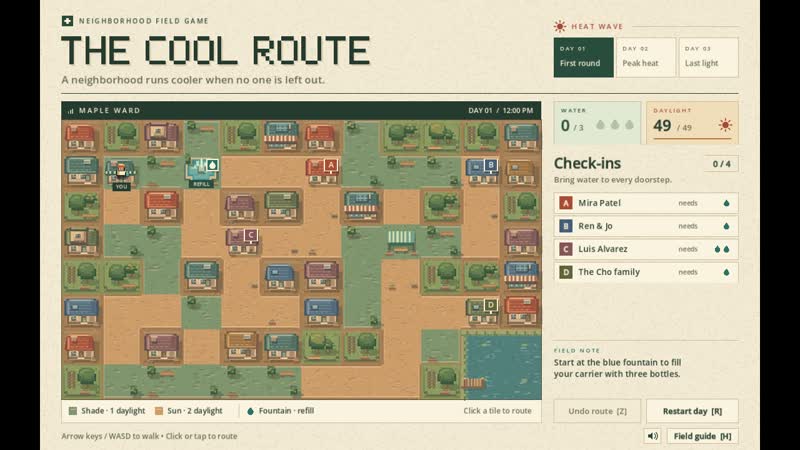 NEIGHBORHOOD FIELD GAME
THE COOL ROUTE
A neighborhood runs cooler when no one is left out.
HEAT WAVE
DAY 01
First round
DAY 02
Peak heat
DAY 03
Last light
MAPLE WARD
DAY 01 / 12:00 PM
WATER
0 / 3
DAYLIGHT
49 / 49
YOU
REFILL
A
B
C
D
Check-ins
0 / 4
Bring water to every doorstep.
A Mira Patel needs
B Ren & Jo needs
C Luis Alvarez needs
D The Cho family needs
FIELD NOTE
Start at the blue fountain to fill
your carrier with three bottles.
Shade · 1 daylight
Sun · 2 daylight
Fountain · refill
Click a tile to route
Undo route [Z]
Restart day [R]
Arrow keys / WASD to walk • Click or tap to route
Field guide [H]